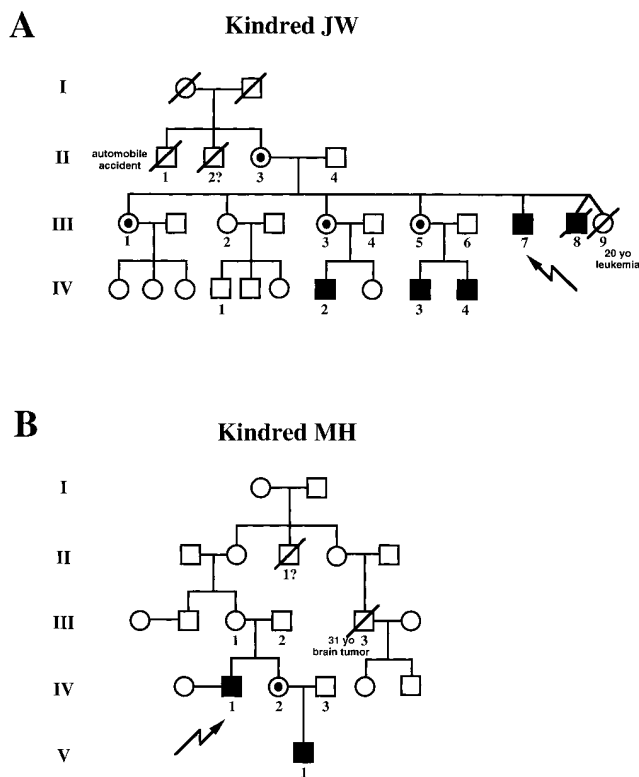 A
Kindred JW
I
II
automobile
accident
1
2?
3
4
III
1
2
3
4
5
6
7
8
9
20 yo
leukemia
IV
1
2
3
4
B
Kindred MH
I
II
1?
III
1
2
3
31 yo
brain tumor
IV
1
2
3
V
1